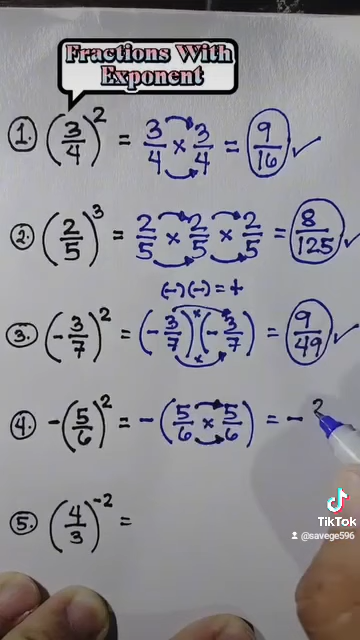 Fractions With
Exponent
1. (3/4)^2 = 3/4 × 3/4 = 9/16 ✓
2. (2/5)^3 = 2/5 × 2/5 × 2/5 = 8/125 ✓
(-)(-) = +
3. (-3/7)^2 = (-3/7)(-3/7) = 9/49 ✓
4. -(5/6)^2 = -(5/6 × 5/6) = - 2
5. (4/3)^-2 =
TikTok
@savege596